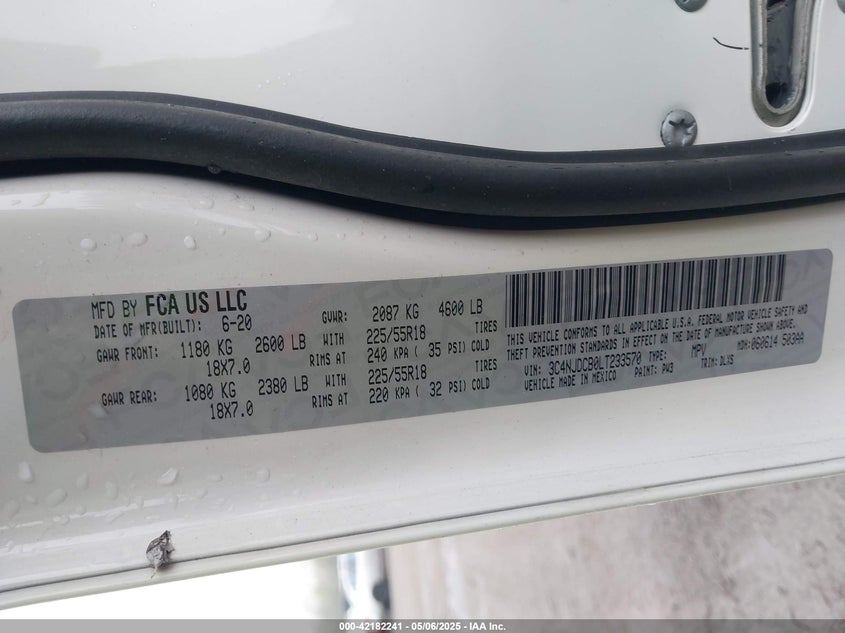 MFD BY FCA US LLC
DATE OF MFR(BUILT): 6-20 GVWR: 2087 KG 4600 LB
GAWR FRONT: 1180 KG 2600 LB WITH 225/55R18 TIRES
18X7.0 RIMS AT 240 KPA ( 35 PSI) COLD
GAWR REAR: 1080 KG 2380 LB WITH 225/55R18 TIRES
18X7.0 RIMS AT 220 KPA ( 32 PSI) COLD
THIS VEHICLE CONFORMS TO ALL APPLICABLE U.S.A. FEDERAL MOTOR VEHICLE SAFETY AND
THEFT PREVENTION STANDARDS IN EFFECT ON THE DATE OF MANUFACTURE SHOWN ABOVE.
VIN: 3C4NJDCB0LT233570 TYPE: MPV MDH: 060614 503AA
VEHICLE MADE IN MEXICO PAINT: PW3 TRIM: DLX9
000-42182241 - 05/06/2025 - IAA Inc.